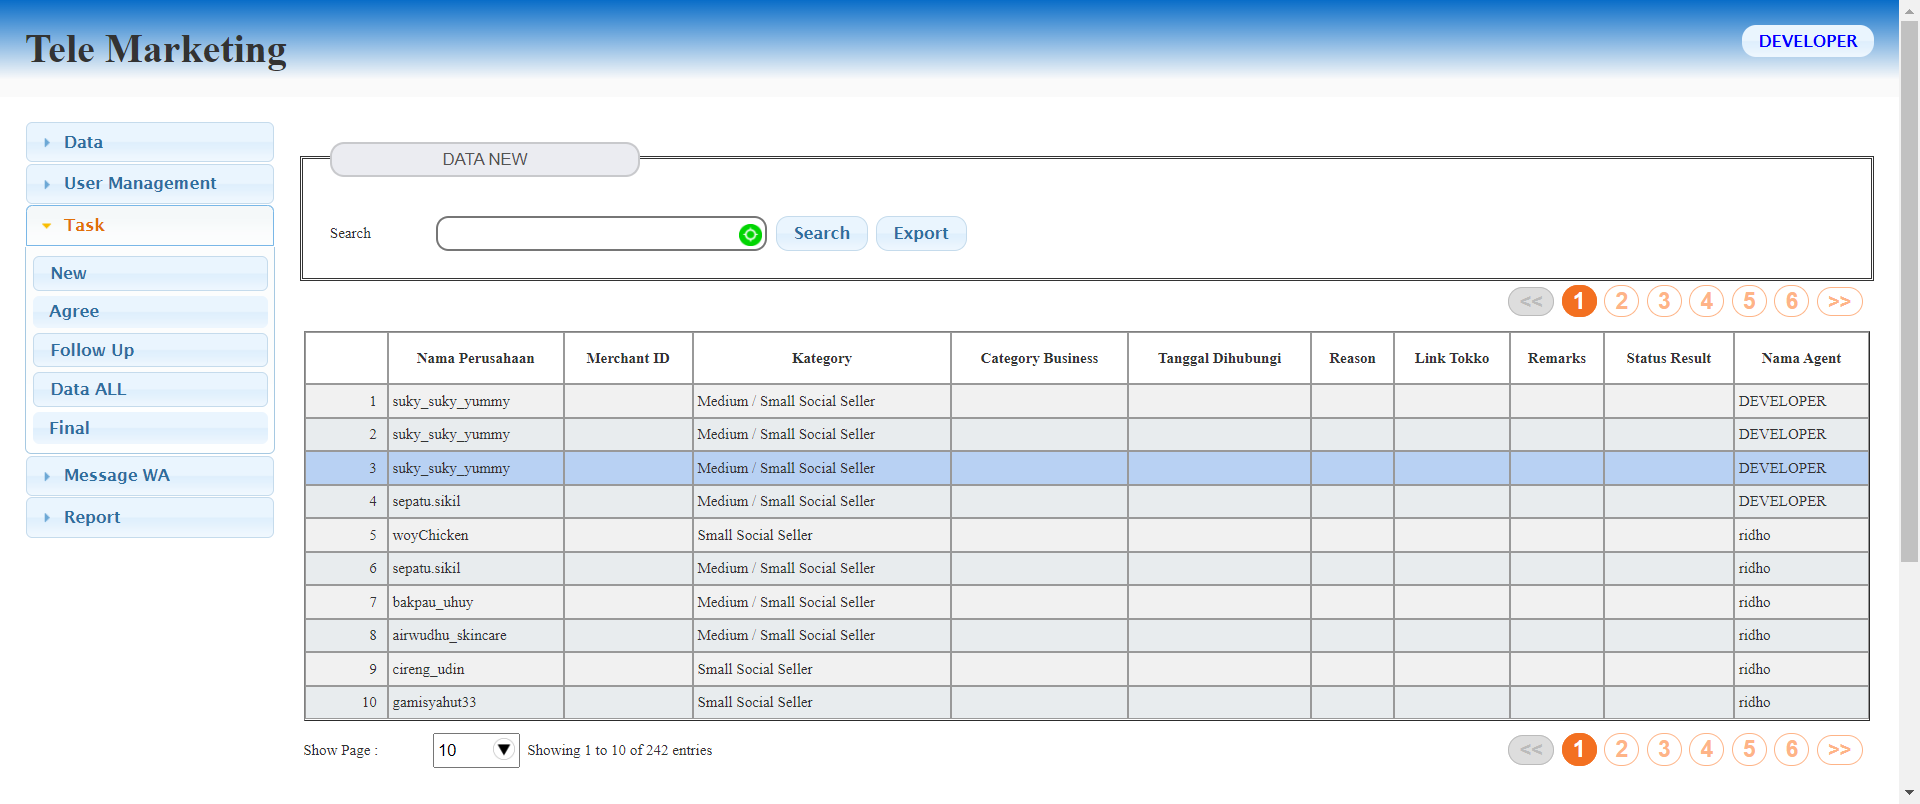 Tele Marketing
DEVELOPER
Data
User Management
Task
New
Agree
Follow Up
Data ALL
Final
Message WA
Report
DATA NEW
Search
Search Export
<< 1 2 3 4 5 6 >>
Nama Perusahaan Merchant ID Kategory Category Business Tanggal Dihubungi Reason Link Tokko Remarks Status Result Nama Agent
1 suky_suky_yummy Medium / Small Social Seller DEVELOPER
2 suky_suky_yummy Medium / Small Social Seller DEVELOPER
3 suky_suky_yummy Medium / Small Social Seller DEVELOPER
4 sepatu.sikil Medium / Small Social Seller DEVELOPER
5 woyChicken Small Social Seller ridho
6 sepatu.sikil Medium / Small Social Seller ridho
7 bakpau_uhuy Medium / Small Social Seller ridho
8 airwudhu_skincare Medium / Small Social Seller ridho
9 cireng_udin Small Social Seller ridho
10 gamisyahut33 Small Social Seller ridho
Show Page : 10 Showing 1 to 10 of 242 entries
<< 1 2 3 4 5 6 >>